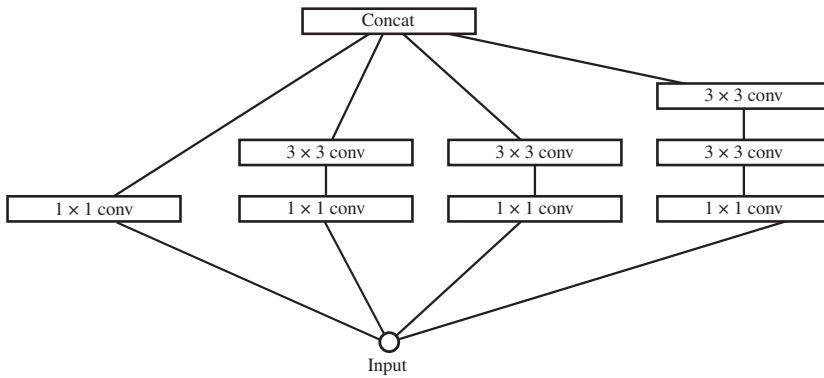 Concat
3 × 3 conv
3 × 3 conv
3 × 3 conv
3 × 3 conv
1 × 1 conv
1 × 1 conv
1 × 1 conv
1 × 1 conv
Input